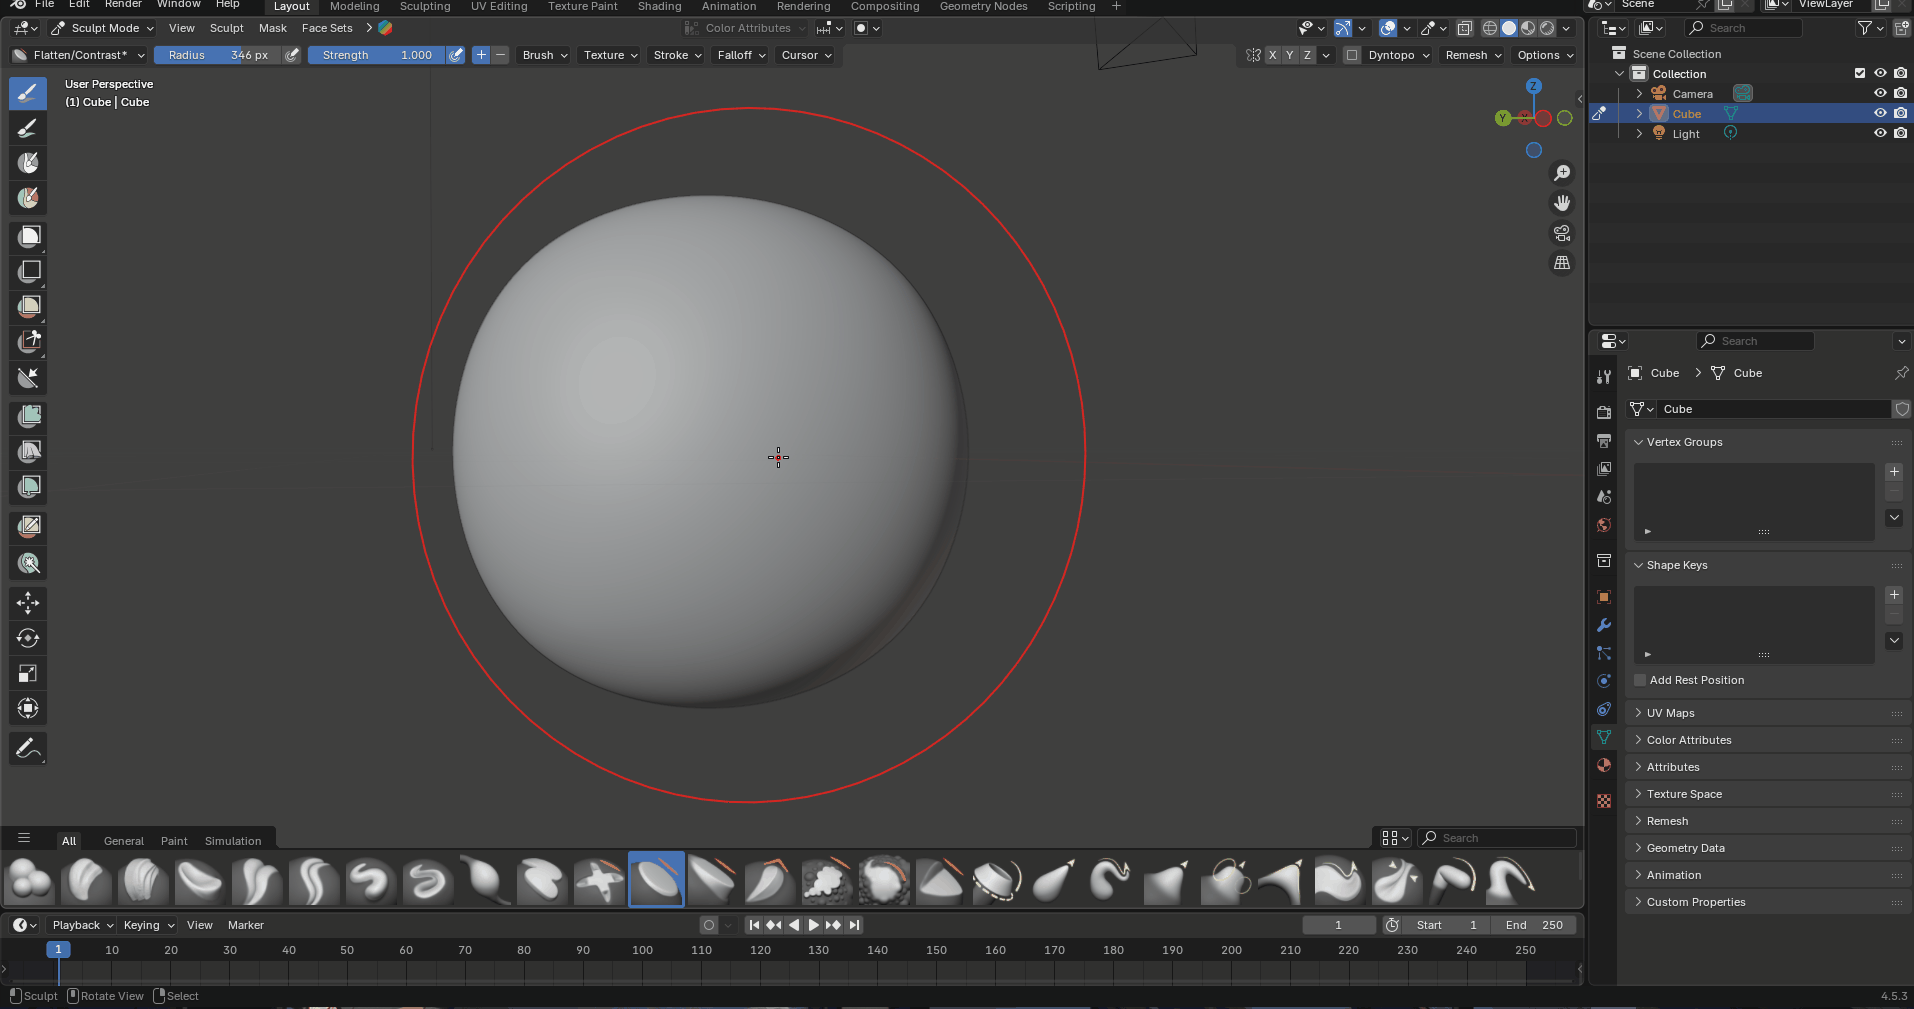 File Edit Render Window Help Layout Modeling Sculpting UV Editing Texture Paint Shading Animation Rendering Compositing Geometry Nodes Scripting + Scene ViewLayer
Sculpt Mode View Sculpt Mask Face Sets Color Attributes Search
Flatten/Contrast* Radius 346 px Strength 1.000 + − Brush Texture Stroke Falloff Cursor X Y Z Dyntopo Remesh Options
Scene Collection
Collection
Camera
Cube
Light
User Perspective
(1) Cube | Cube
Z
Y
X
Search
Cube > Cube
Cube
Vertex Groups
Shape Keys
Add Rest Position
UV Maps
Color Attributes
Attributes
Texture Space
Remesh
Geometry Data
Animation
Custom Properties
All General Paint Simulation Search
Playback Keying View Marker 1 Start 1 End 250
1 10 20 30 40 50 60 70 80 90 100 110 120 130 140 150 160 170 180 190 200 210 220 230 240 250
Sculpt Rotate View Select 4.5.3